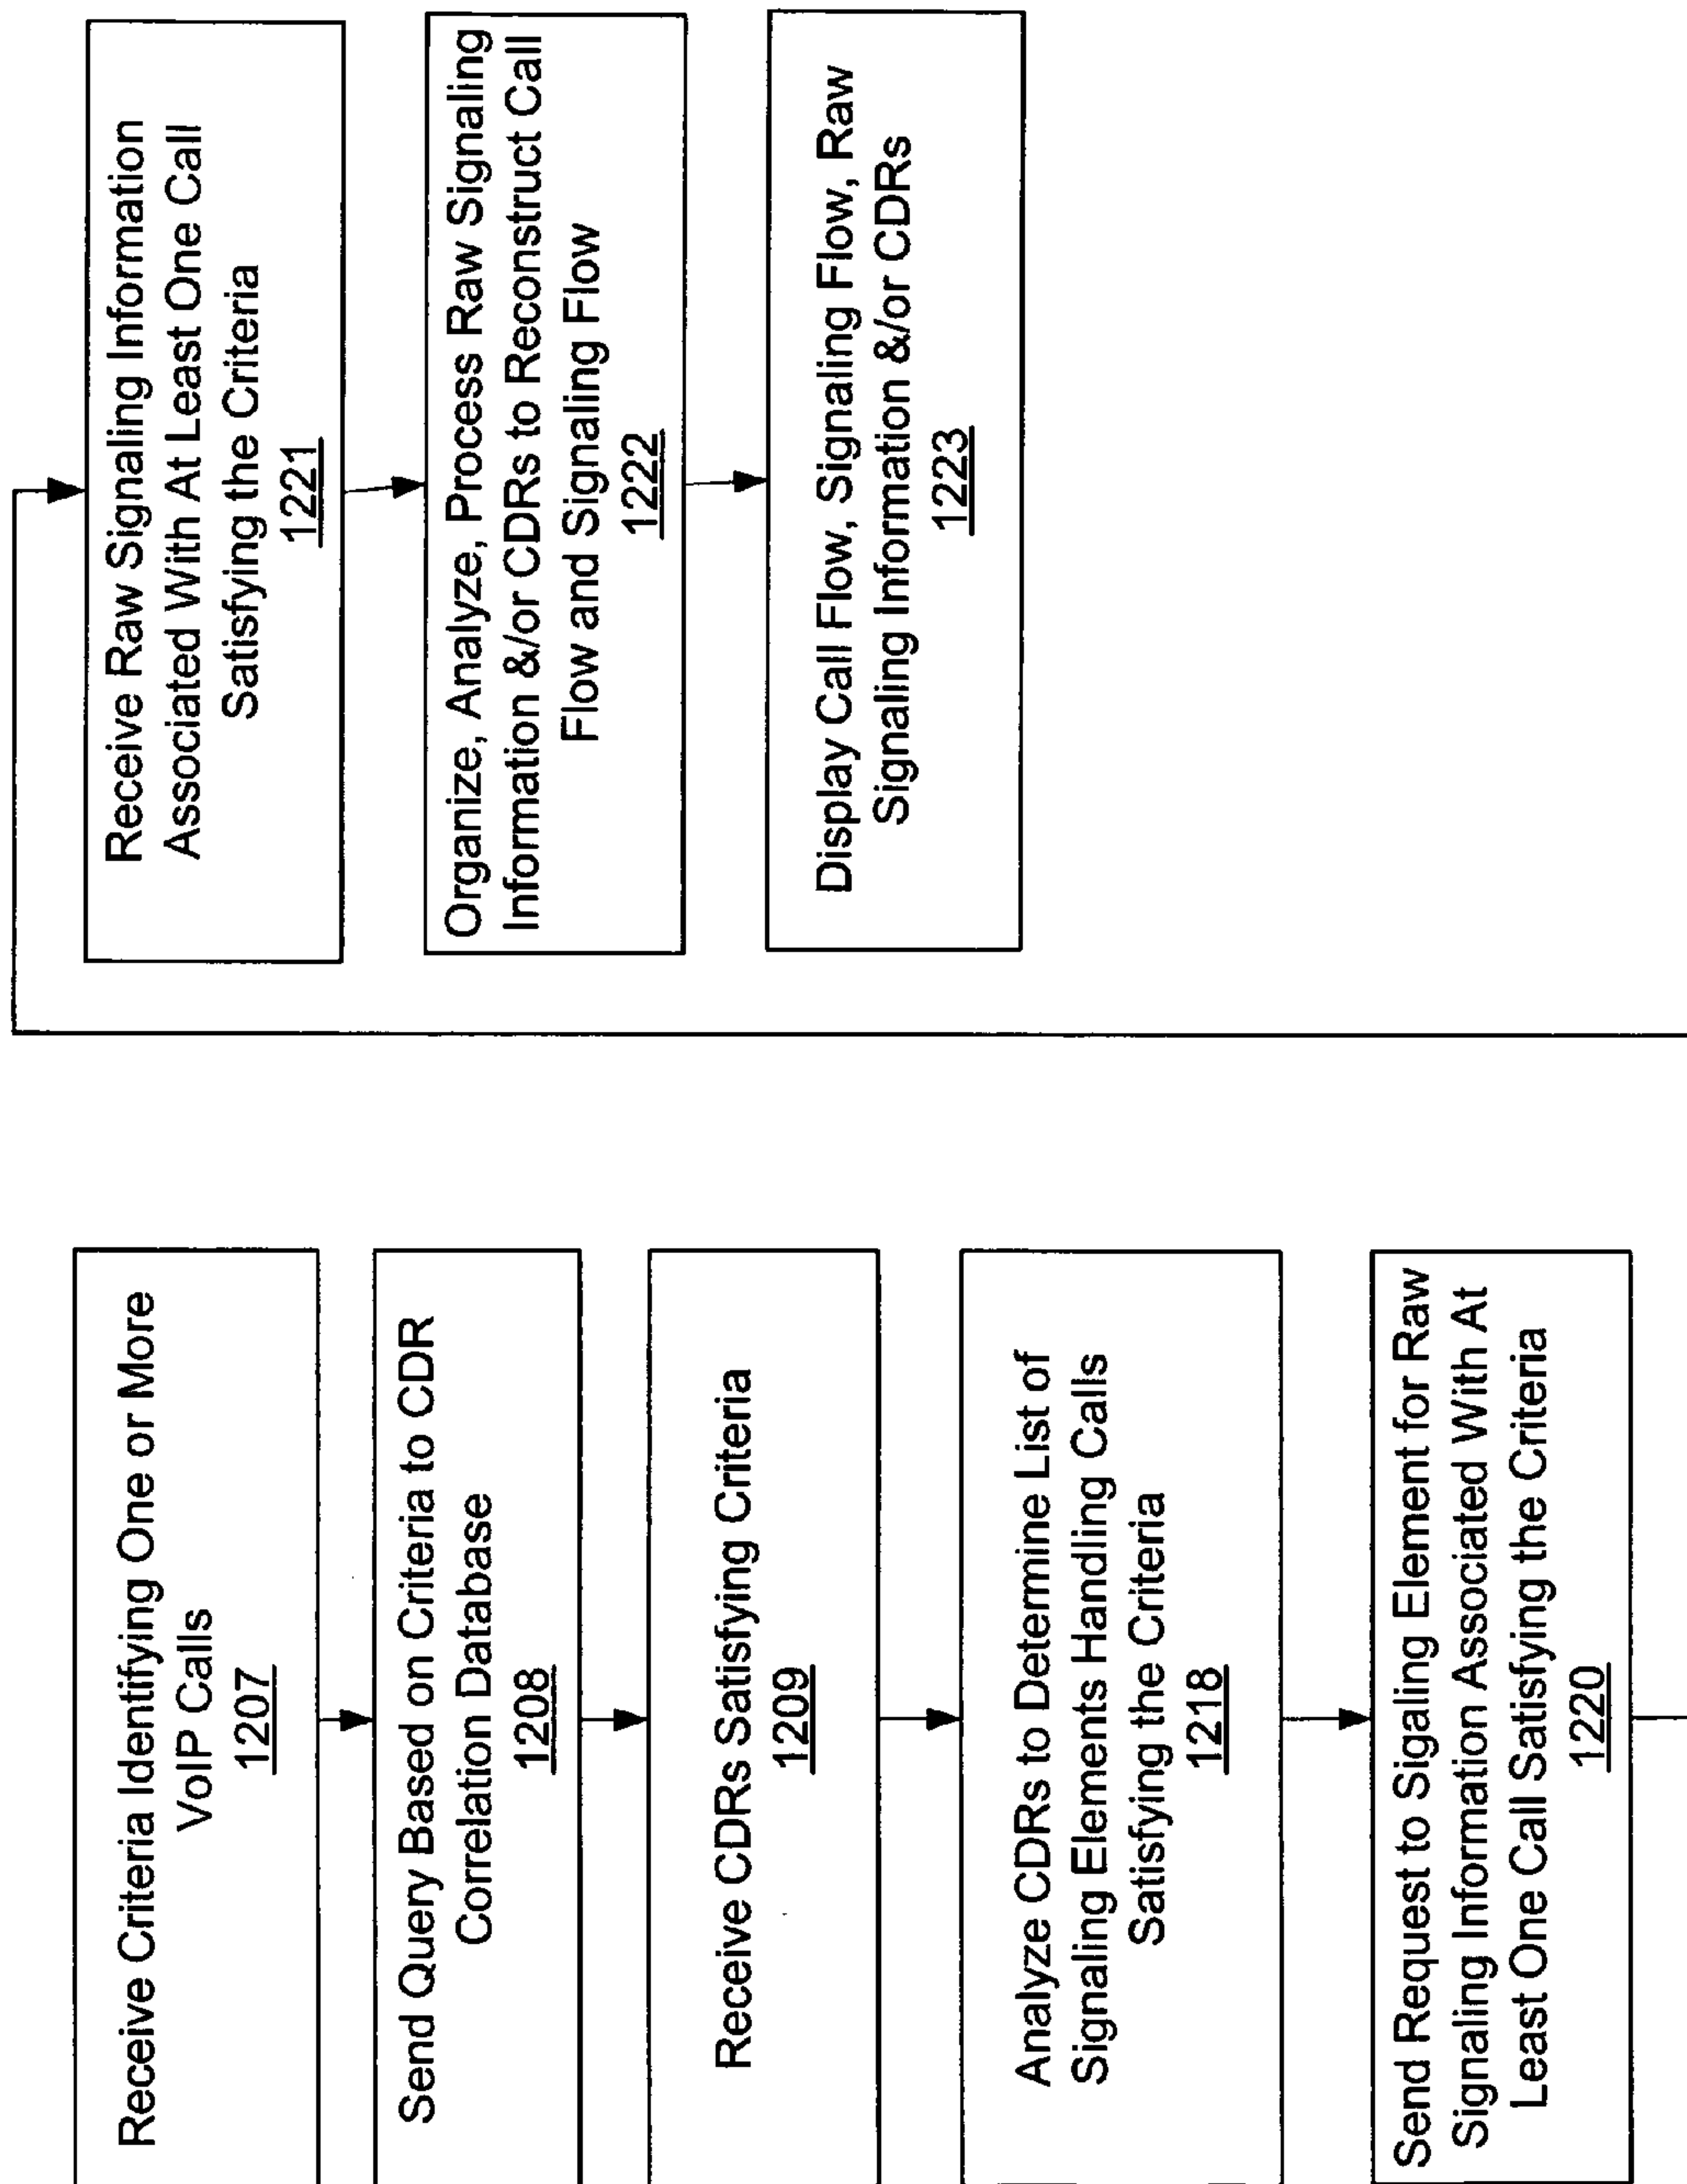 Receive Criteria Identifying One or More
VoIP Calls
1207
Send Query Based on Criteria to CDR
Correlation Database
1208
Receive CDRs Satisfying Criteria
1209
Analyze CDRs to Determine List of
Signaling Elements Handling Calls
Satisfying the Criteria
1218
Send Request to Sigaling Element for Raw
Signaling Information Associated With At
Least One Call Satisfying the Criteria
1220
Receive Raw Signaling Information
Associated With At Least One Call
Satisfying the Criteria
1221
Organize, Analyze, Process Raw Signaling
Information &/or CDRs to Reconstruct Call
Flow and Signaling Flow
1222
Display Call Flow, Signaling Flow, Raw
Signaling Information &/or CDRs
1223